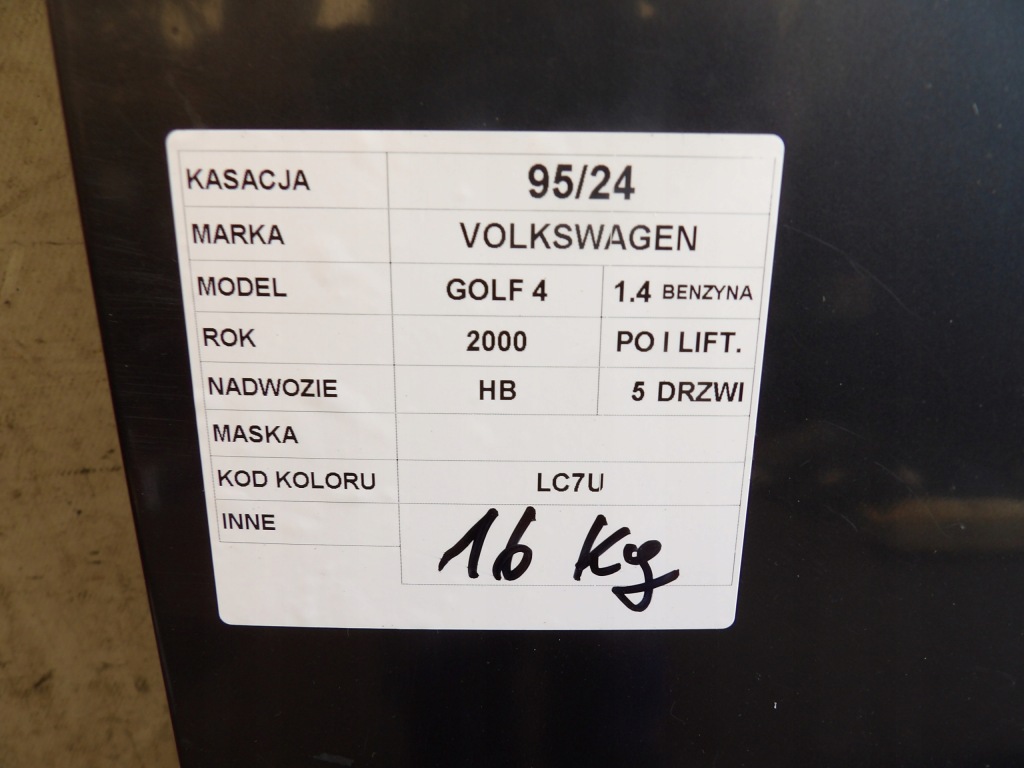 KASACJA 95/24
MARKA VOLKSWAGEN
MODEL GOLF 4 1.4 BENZYNA
ROK 2000 PO I LIFT.
NADWOZIE HB 5 DRZWI
MASKA
KOD KOLORU LC7U
INNE 16 Kg